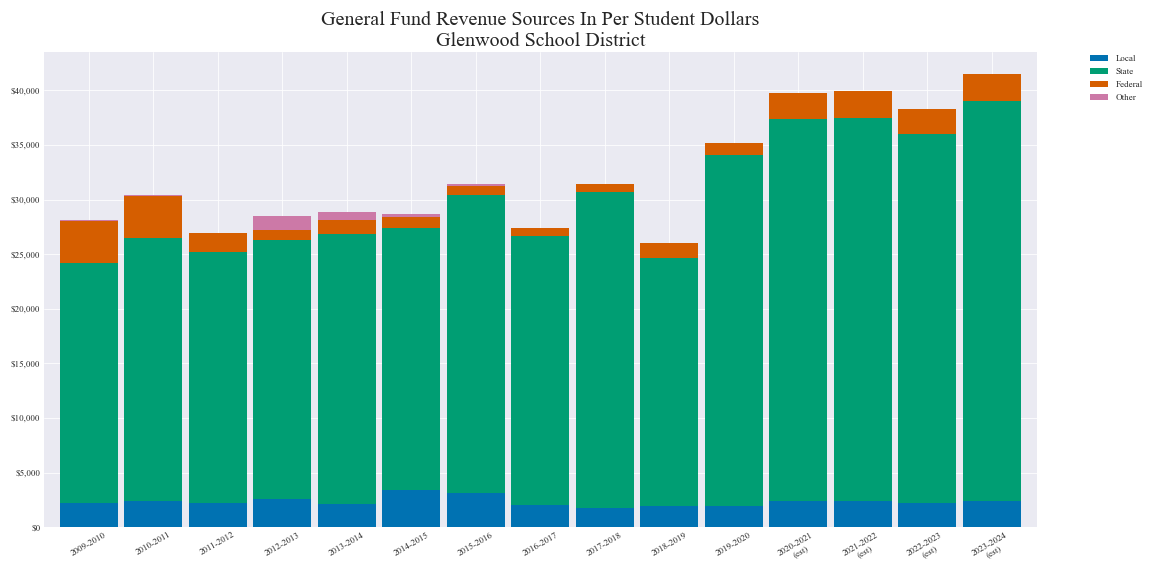 General Fund Revenue Sources In Per Student Dollars
Glenwood School District
Local
State
Federal
Other
$40,000
$35,000
$30,000
$25,000
$20,000
$15,000
$10,000
$5,000
$0
2009-2010
2010-2011
2011-2012
2012-2013
2013-2014
2014-2015
2015-2016
2016-2017
2017-2018
2018-2019
2019-2020
2020-2021
(est)
2021-2022
(est)
2022-2023
(est)
2023-2024
(est)